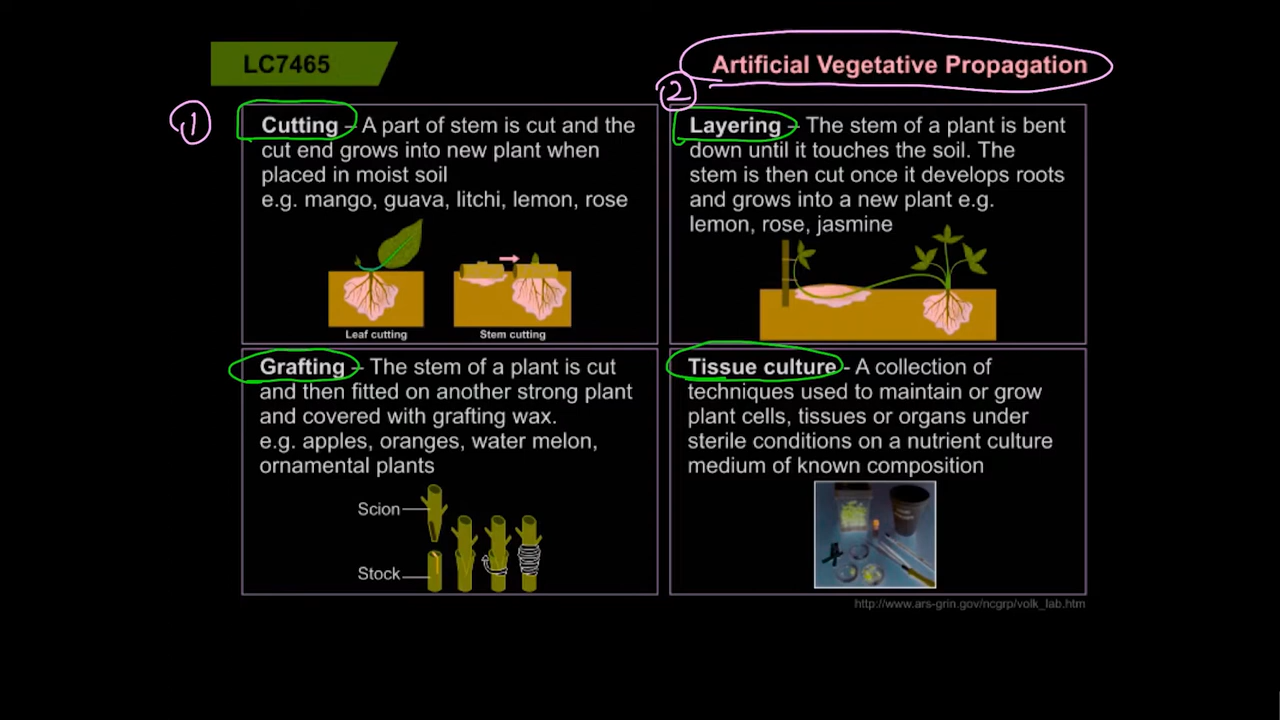 LC7465
Artificial Vegetative Propagation
1
Cutting – A part of stem is cut and the
cut end grows into new plant when
placed in moist soil
e.g. mango, guava, litchi, lemon, rose
Leaf cutting
Stem cutting
2
Layering – The stem of a plant is bent
down until it touches the soil. The
stem is then cut once it develops roots
and grows into a new plant e.g.
lemon, rose, jasmine
Grafting – The stem of a plant is cut
and then fitted on another strong plant
and covered with grafting wax.
e.g. apples, oranges, water melon,
ornamental plants
Scion
Stock
Tissue culture - A collection of
techniques used to maintain or grow
plant cells, tissues or organs under
sterile conditions on a nutrient culture
medium of known composition
http://www.ars-grin.gov/ncgrp/volk_lab.htm